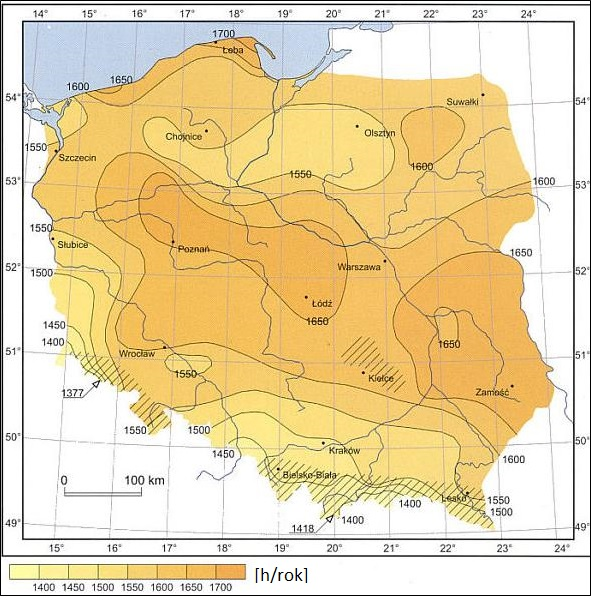 14° 15° 16° 17° 18° 19° 20° 21° 22° 23° 24°
1700
Łeba
1650
1600
54° 54°
Suwałki
Chojnice Olsztyn
1550
Szczecin
1550
1600
53° 53°
1600
1550
Słubice
Poznań
1650
1500
52° 52°
Warszawa
Łódź
1650
1450
1400
1650
51° 51°
Wrocław
1550
Kielce
1377
Zamość
1550
1500
50° 50°
1450
Kraków
1600
Bielsko-Biała
0 100 km
Lesko
1550
1400
1500
1400
1418
49° 49°
15° 16° 17° 18° 19° 20° 21° 22° 23° 24°
1400 1450 1500 1550 1600 1650 1700
[h/rok]